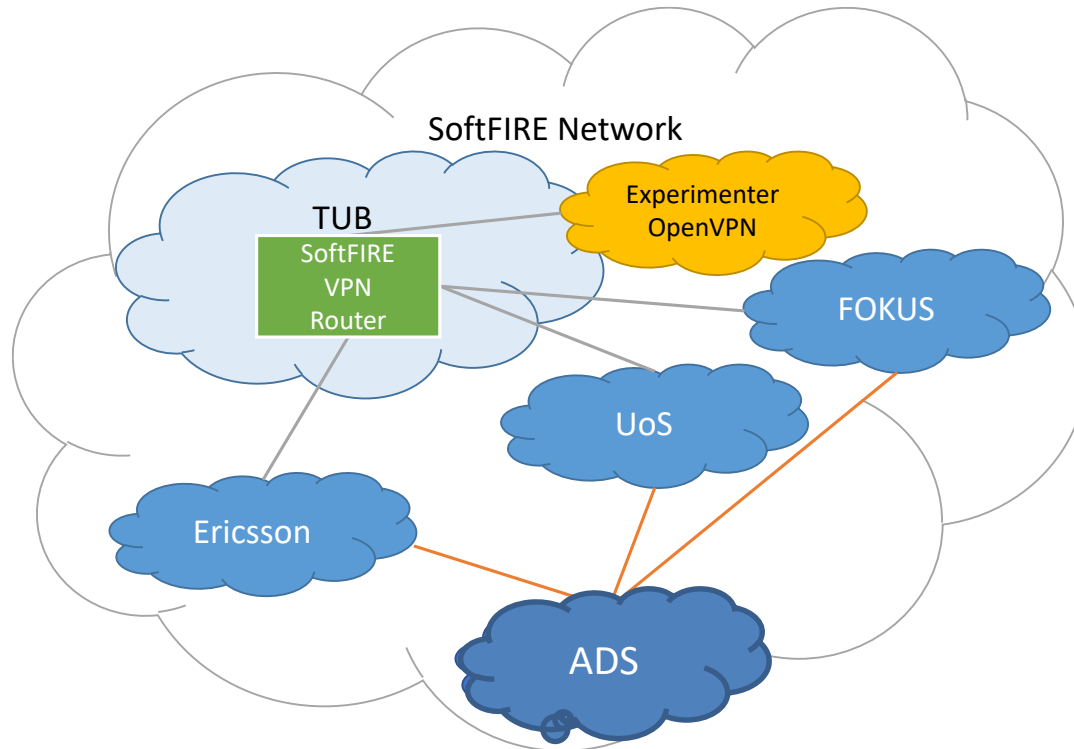 SoftFIRE Network
Experimenter
OpenVPN
TUB
SoftFIRE
VPN
Router
FOKUS
UoS
Ericsson
ADS